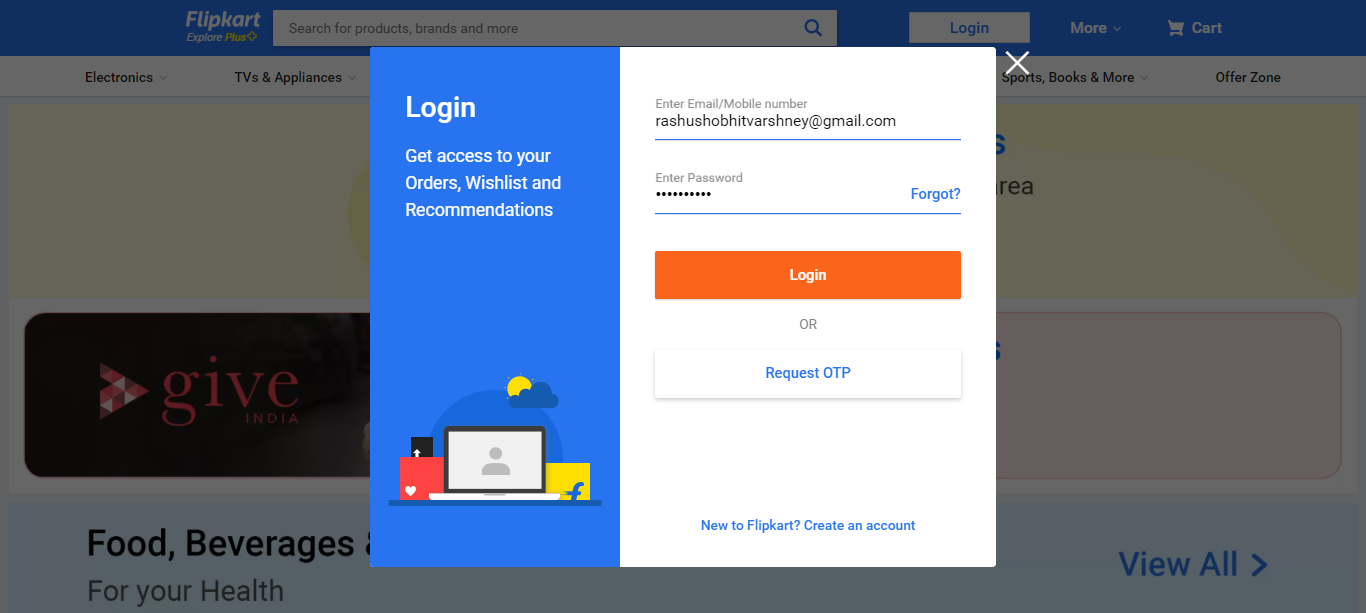 Flipkart
Explore Plus
Search for products, brands and more
Login
More
Cart
Electronics
TVs & Appliances
Sports, Books & More
Offer Zone
Login
Get access to your
Orders, Wishlist and
Recommendations
Enter Email/Mobile number
rashushobhitvarshney@gmail.com
Enter Password
••••••••••
Forgot?
Login
OR
Request OTP
New to Flipkart? Create an account
give
INDIA
Food, Beverages &
For your Health
View All